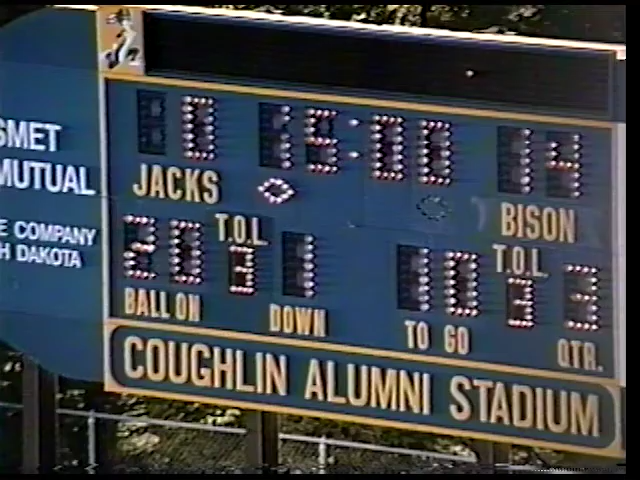 SMET
MUTUAL
E COMPANY
H DAKOTA
0 15:00 14
JACKS BISON
20 T.O.L. 3 1 10 T.O.L. 3 3
BALL ON DOWN TO GO QTR.
COUGHLIN ALUMNI STADIUM